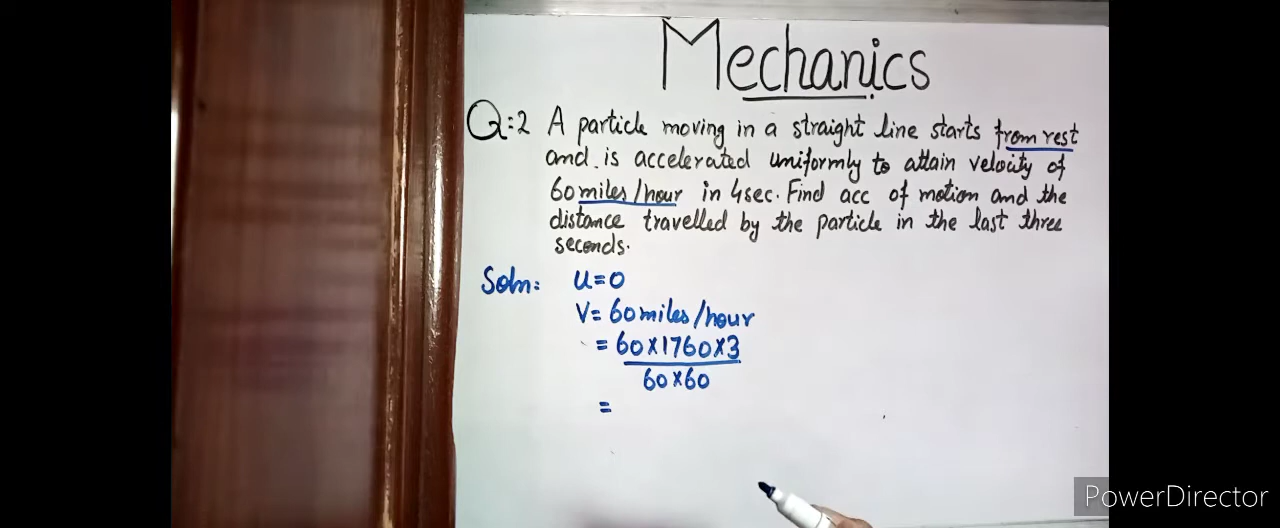 Mechanics
Q:2 A particle moving in a straight line starts from rest
and is accelerated uniformly to attain velocity of
60 miles/hour in 4sec. Find acc of motion and the
distance travelled by the particle in the last three
seconds.
Soln: u=0
V= 60 miles/hour
= 60×1760×3
60×60
=
PowerDirector